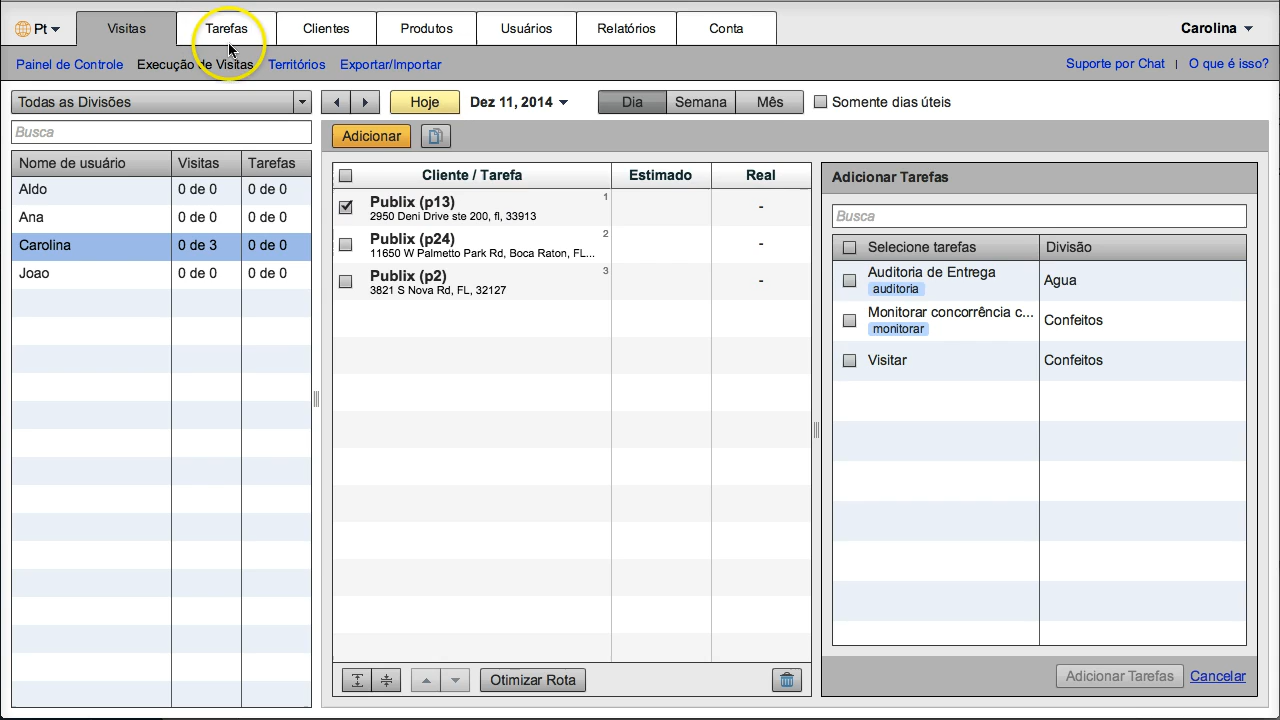 Pt Visitas Tarefas Clientes Produtos Usuários Relatórios Conta Carolina
Painel de Controle Execução de Visitas Territórios Exportar/Importar Suporte por Chat | O que é isso?
Todas as Divisões Hoje Dez 11, 2014 Dia Semana Mês Somente dias úteis
Busca
Adicionar
Nome de usuário Visitas Tarefas
Aldo 0 de 0 0 de 0
Ana 0 de 0 0 de 0
Carolina 0 de 3 0 de 0
Joao 0 de 0 0 de 0
Cliente / Tarefa Estimado Real
Publix (p13) 1 -
2950 Deni Drive ste 200, fl, 33913
Publix (p24) 2 -
11650 W Palmetto Park Rd, Boca Raton, FL...
Publix (p2) 3 -
3821 S Nova Rd, FL, 32127
Otimizar Rota
Adicionar Tarefas
Busca
Selecione tarefas Divisão
Auditoria de Entrega Agua
auditoria
Monitorar concorrência c... Confeitos
monitorar
Visitar Confeitos
Adicionar Tarefas Cancelar